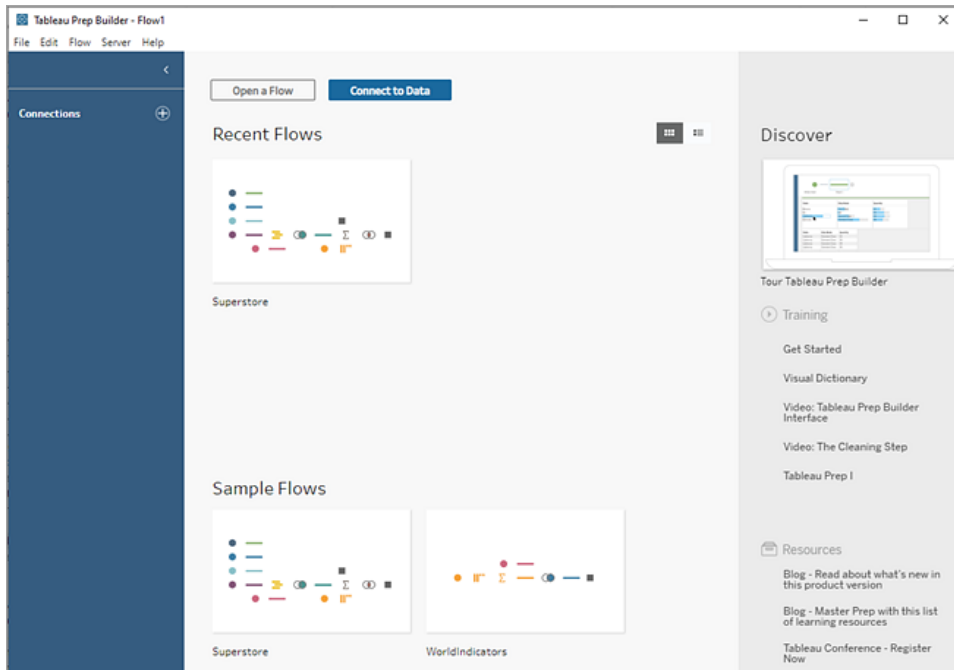 Tableau Prep Builder - Flow1
File Edit Flow Server Help
Connections
Open a Flow
Connect to Data
Recent Flows
Superstore
Sample Flows
Superstore
WorldIndicators
Discover
Tour Tableau Prep Builder
Training
Get Started
Visual Dictionary
Video: Tableau Prep Builder
Interface
Video: The Cleaning Step
Tableau Prep I
Resources
Blog - Read about what's new in
this product version
Blog - Master Prep with this list
of learning resources
Tableau Conference - Register
Now